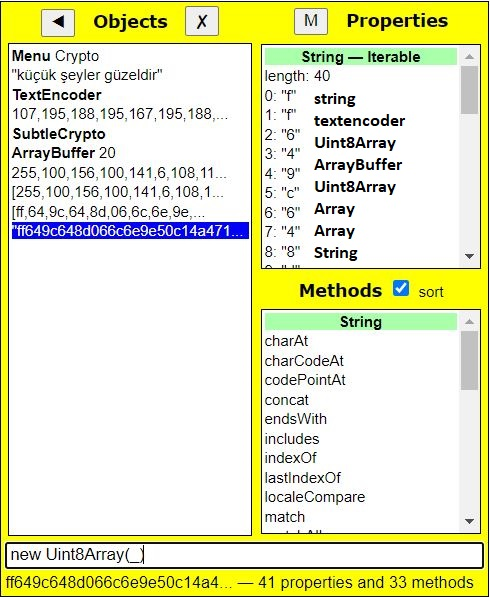 ◄ Objects ✗
Menu Crypto
"küçük şeyler güzeldir"
TextEncoder
107,195,188,195,167,195,188,...
SubtleCrypto
ArrayBuffer 20
255,100,156,100,141,6,108,11...
[255,100,156,100,141,6,108,1...
[ff,64,9c,64,8d,06,6c,6e,9e,...
"ff649c648d066c6e9e50c14a471...
M Properties
String — Iterable
length: 40
0: "f" string
1: "f" textencoder
2: "6" Uint8Array
3: "4" ArrayBuffer
4: "9" Uint8Array
5: "c" Array
6: "6" Array
7: "4" String
8: "8"
Methods sort
String
charAt
charCodeAt
codePointAt
concat
endsWith
includes
indexOf
lastIndexOf
localeCompare
match
new Uint8Array(_)
ff649c648d066c6e9e50c14a4... — 41 properties and 33 methods